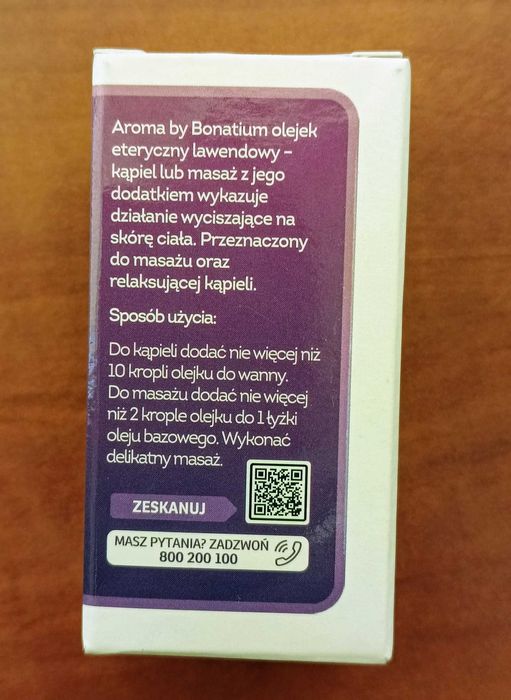 Aroma by Bonatium olejek
eteryczny lawendowy –
kąpiel lub masaż z jego
dodatkiem wykazuje
działanie wyciszające na
skórę ciała. Przeznaczony
do masażu oraz
relaksującej kąpieli.
Sposób użycia:
Do kąpieli dodać nie więcej niż
10 kropli olejku do wanny.
Do masażu dodać nie więcej
niż 2 krople olejku do 1 łyżki
oleju bazowego. Wykonać
delikatny masaż.
ZESKANUJ
MASZ PYTANIA? ZADZWOŃ
800 200 100